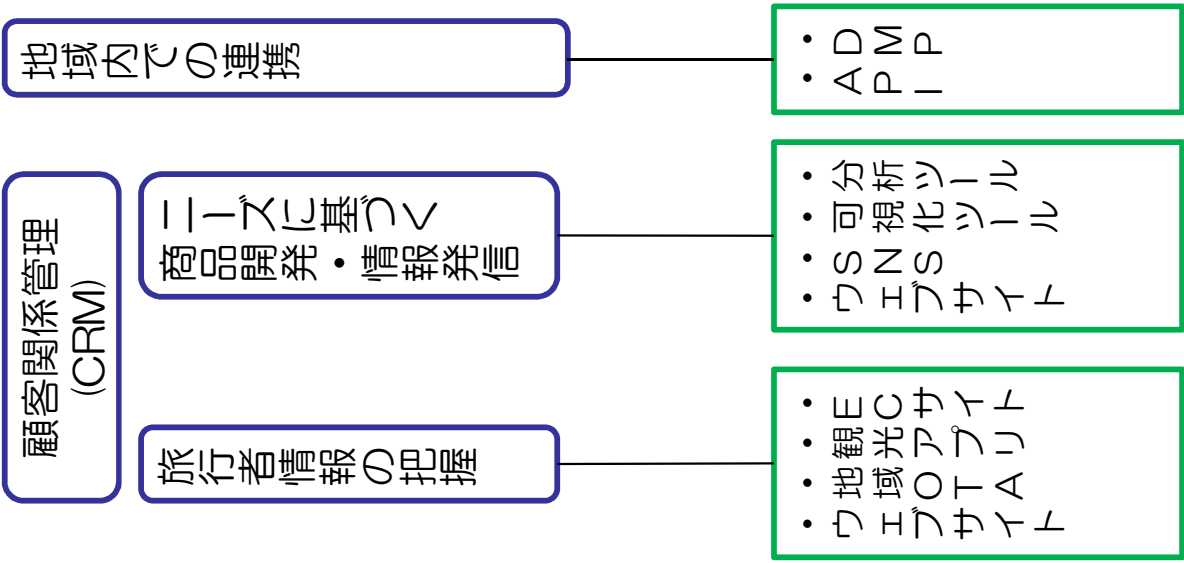 顧客関係管理
(CRM)
旅行者情報の把握
ニーズに基づく
商品開発・情報発信
地域内での連携
・ＥＣサイト
・観光アプリ
・地域ＯＴＡ
・ウェブサイト
・分析ツール
・可視化ツール
・ＳＮＳ
・ウェブサイト
・ＤＭＰ
・ＡＰＩ